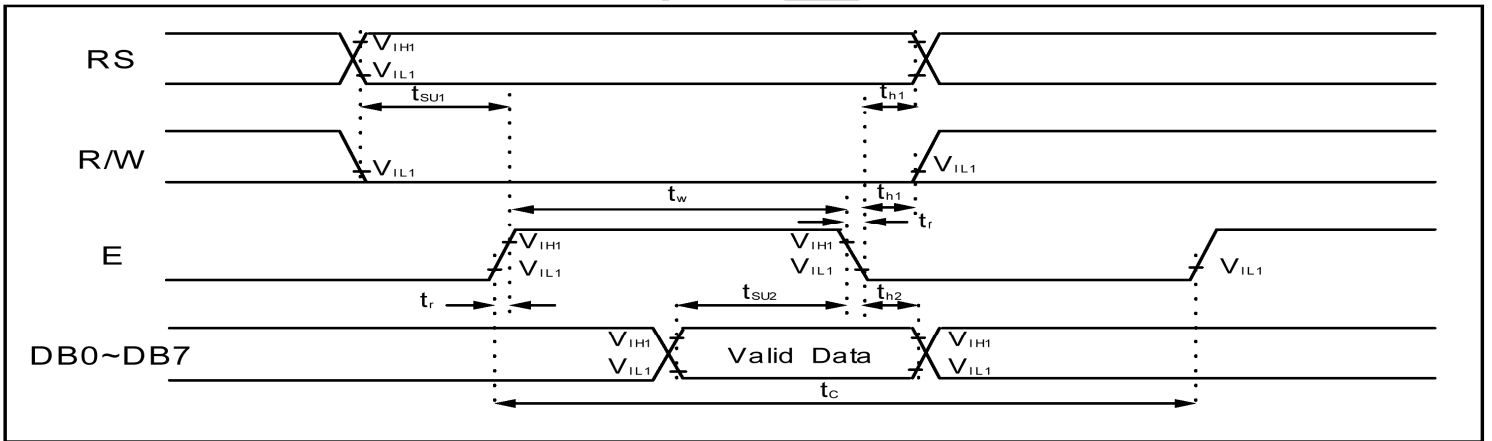 RS
VIH1
VIL1
tSU1
th1
R/W
VIL1
VIL1
tw
th1
tr
E
VIH1
VIL1
VIH1
VIL1
VIL1
tr
tSU2
th2
DB0~DB7
VIH1
VIL1
Valid Data
VIH1
VIL1
tC